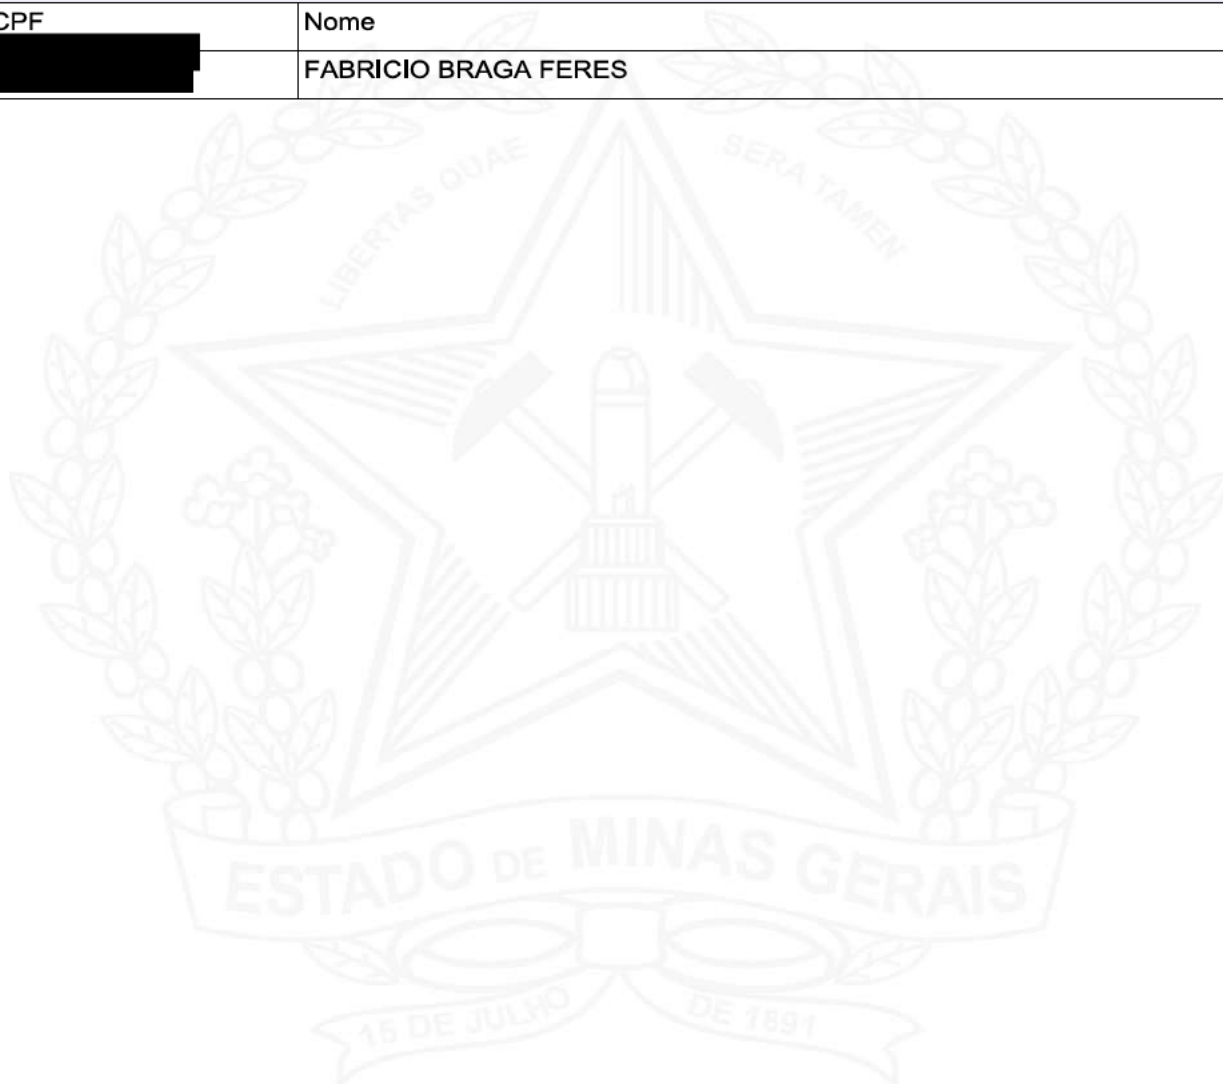 CPF Nome
FABRICIO BRAGA FERES
LIBERTAS QUAE SERA TAMEN
ESTADO DE MINAS GERAIS
15 DE JULHO DE 1891